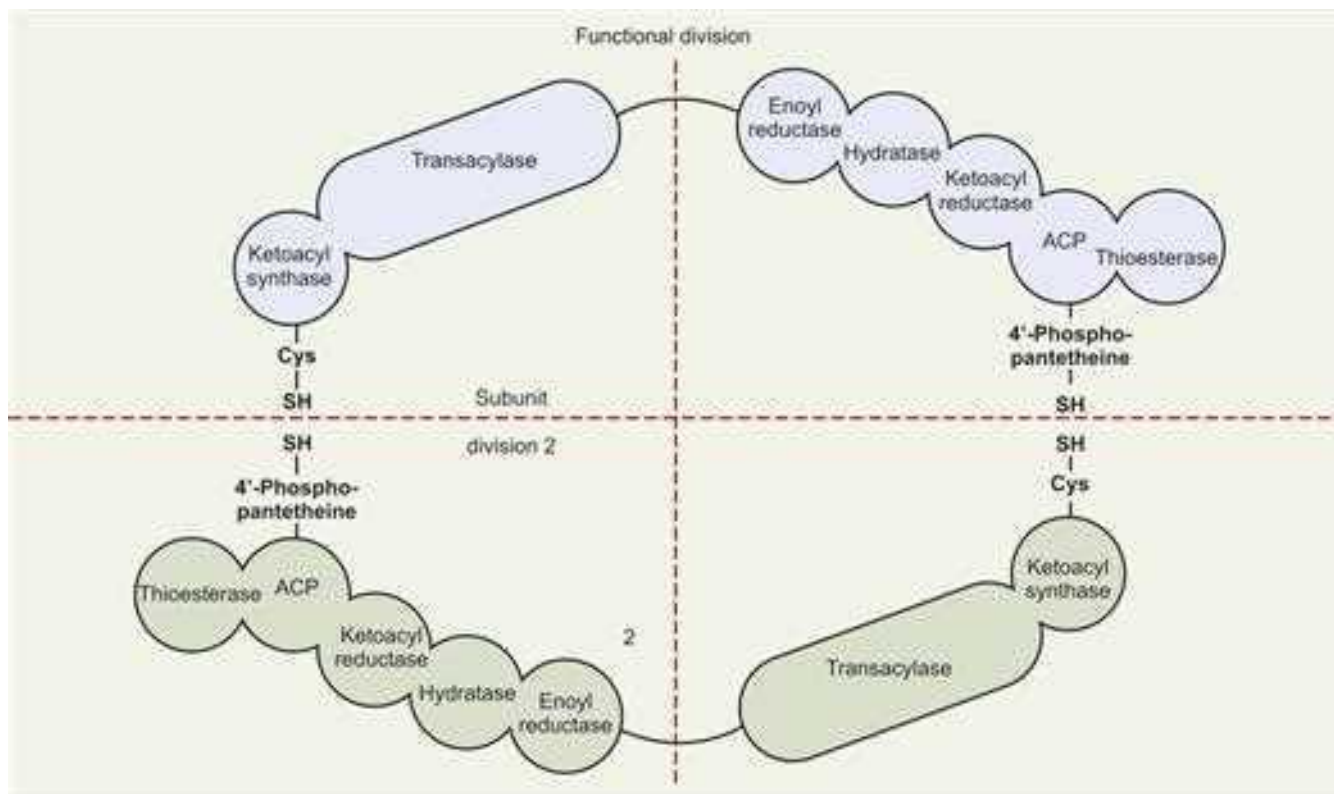 Functional division
Enoyl
reductase
Transacylase
Hydratase
Ketoacyl
reductase
Ketoacyl
synthase
ACP
Thioesterase
Cys
SH
4'-Phospho-
pantetheine
SH
Subunit
division 2
SH
4'-Phospho-
pantetheine
SH
Cys
Thioesterase
ACP
Ketoacyl
synthase
Ketoacyl
reductase
2
Transacylase
Hydratase
Enoyl
reductase